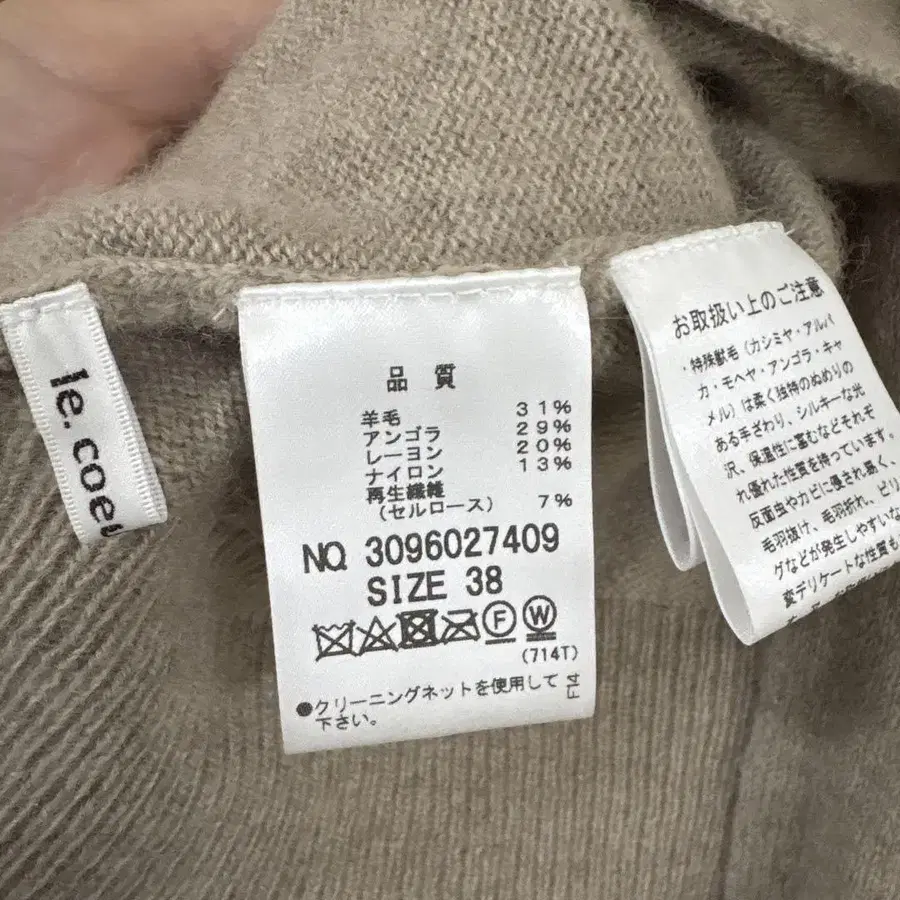 le. coeu
品 質
羊毛 31%
アンゴラ 29%
レーヨン 20%
ナイロン 13%
再生繊維
(セルロース) 7%
NO. 3096027409
SIZE 38
F W
(714T)
●クリーニングネットを使用して
下さい。
F14
お取扱い上のご注意
・特殊獣毛(カシミヤ・アルパ
カ・モヘヤ・アンゴラ・キャ
メル)は柔く独特のぬめりの
ある手ざわり、シルキーな光
沢、保温性に富むなどそれぞ
れ優れた性質を持っています。
反面虫やカビに侵され易く、
毛羽抜け、毛羽折れ、ピリ
グなどが発生しやすいな
変デリケートな性質も